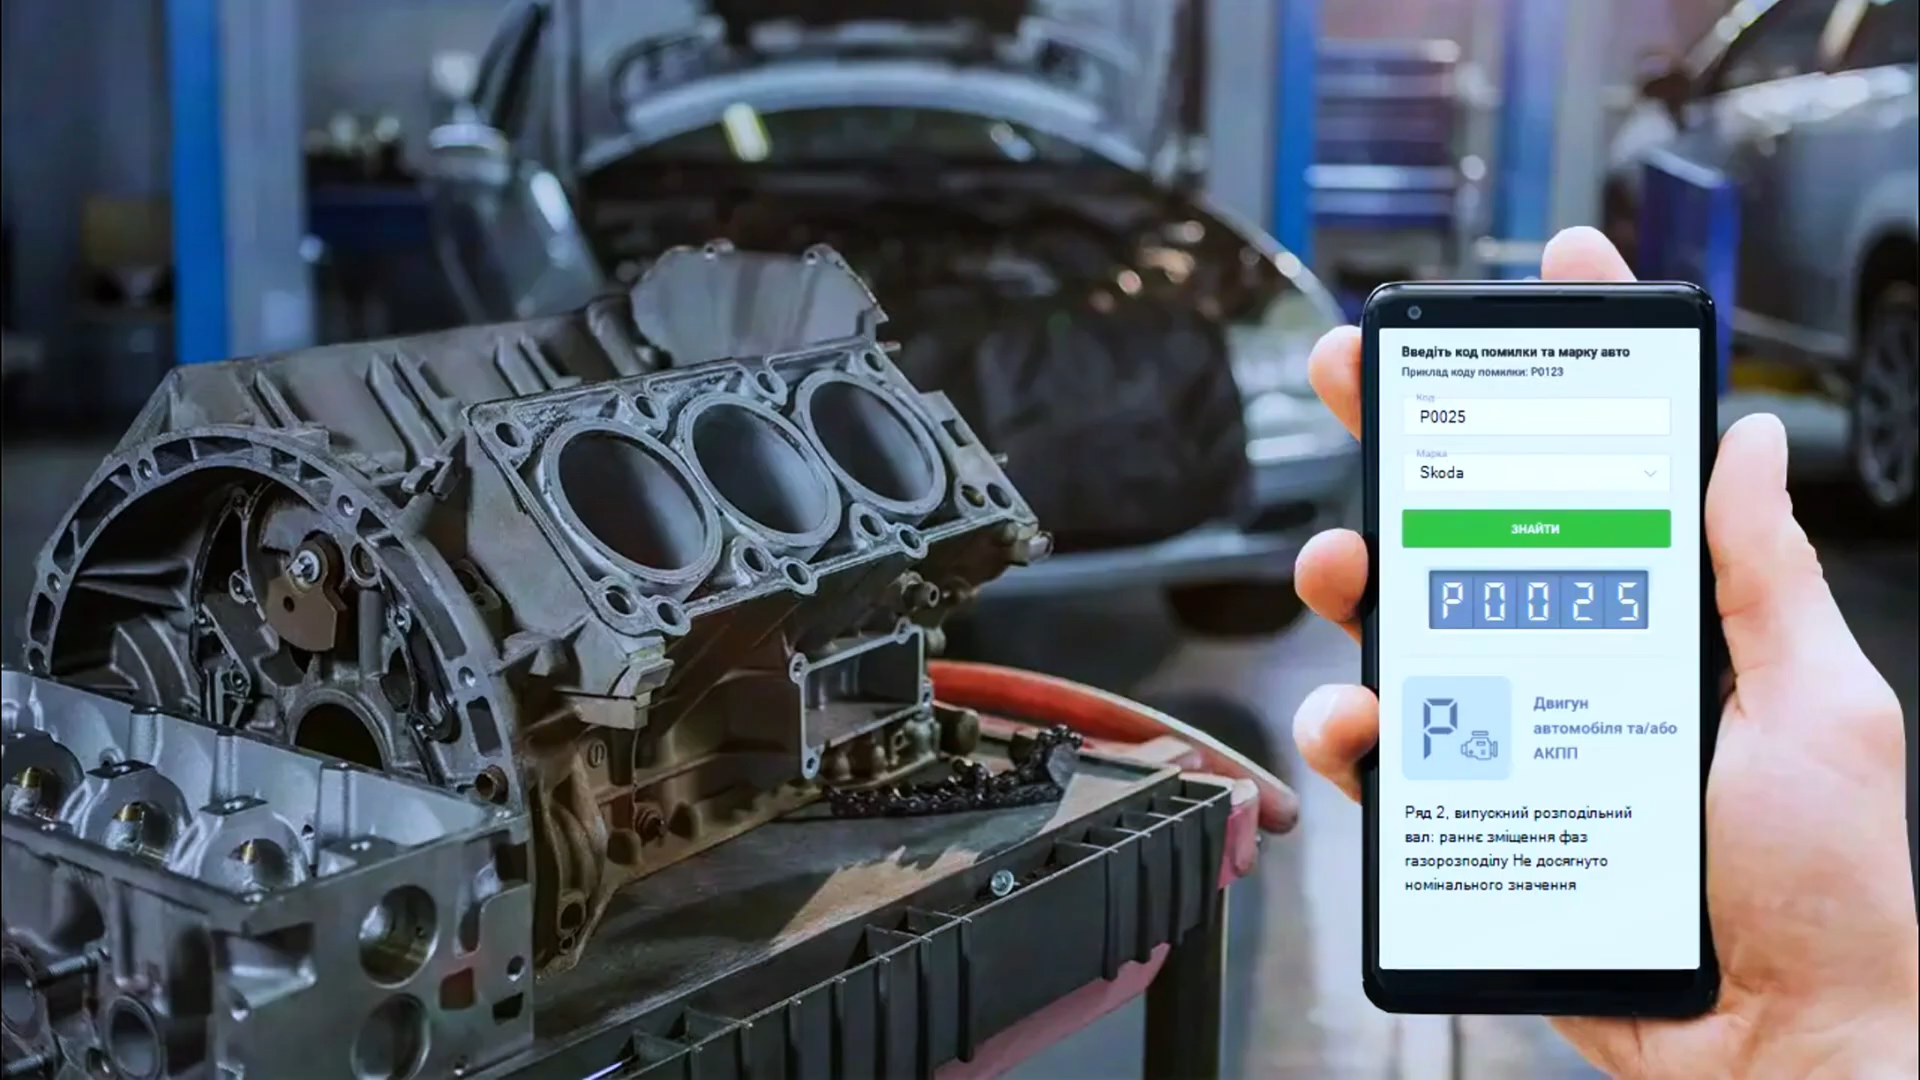 Введіть код помилки та марку авто
Приклад коду помилки: P0123
Код
P0025
Марка
Skoda
ЗНАЙТИ
P0025
P
Двигун
автомобіля та/або
АКПП
Ряд 2, випускний розподільний
вал: раннє зміщення фаз
газорозподілу Не досягнуто
номінального значення